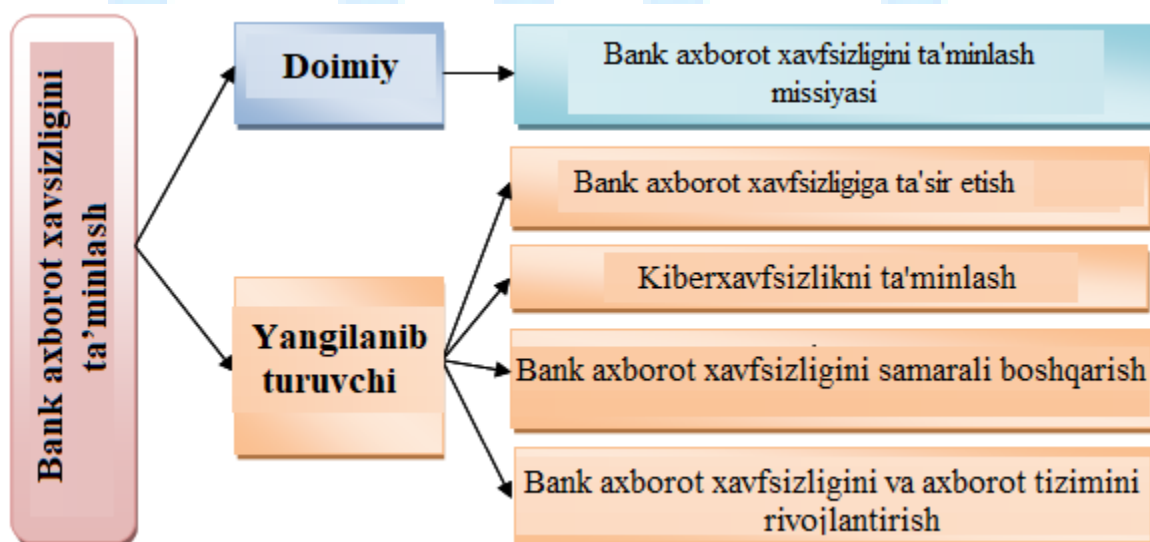 Bank axborot xavsizligini
ta’minlash
Doimiy
Bank axborot xavfsizligini ta'minlash
missiyasi
Yangilanib
turuvchi
Bank axborot xavfsizligiga ta'sir etish
Kiberxavfsizlikni ta'minlash
Bank axborot xavfsizligini samarali boshqarish
Bank axborot xavfsizligini va axborot tizimini
rivojlantirish